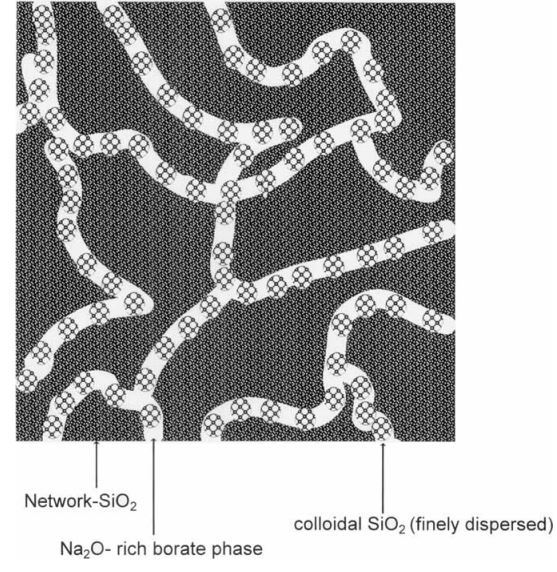 Network-SiO₂
colloidal SiO₂ (finely dispersed)
Na₂O- rich borate phase